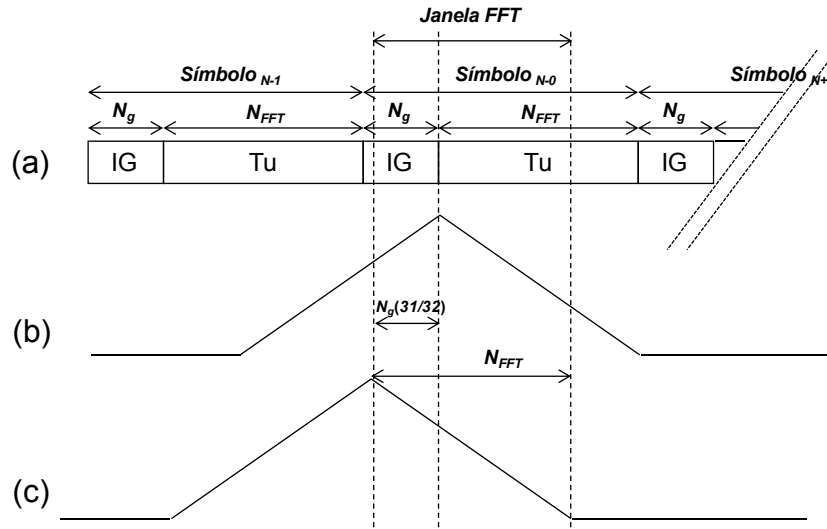 Janela FFT
Símbolo N-1 Símbolo N-0 Símbolo N+
Ng NFFT Ng NFFT Ng
(a) IG Tu IG Tu IG
Ng(31/32)
(b)
NFFT
(c)